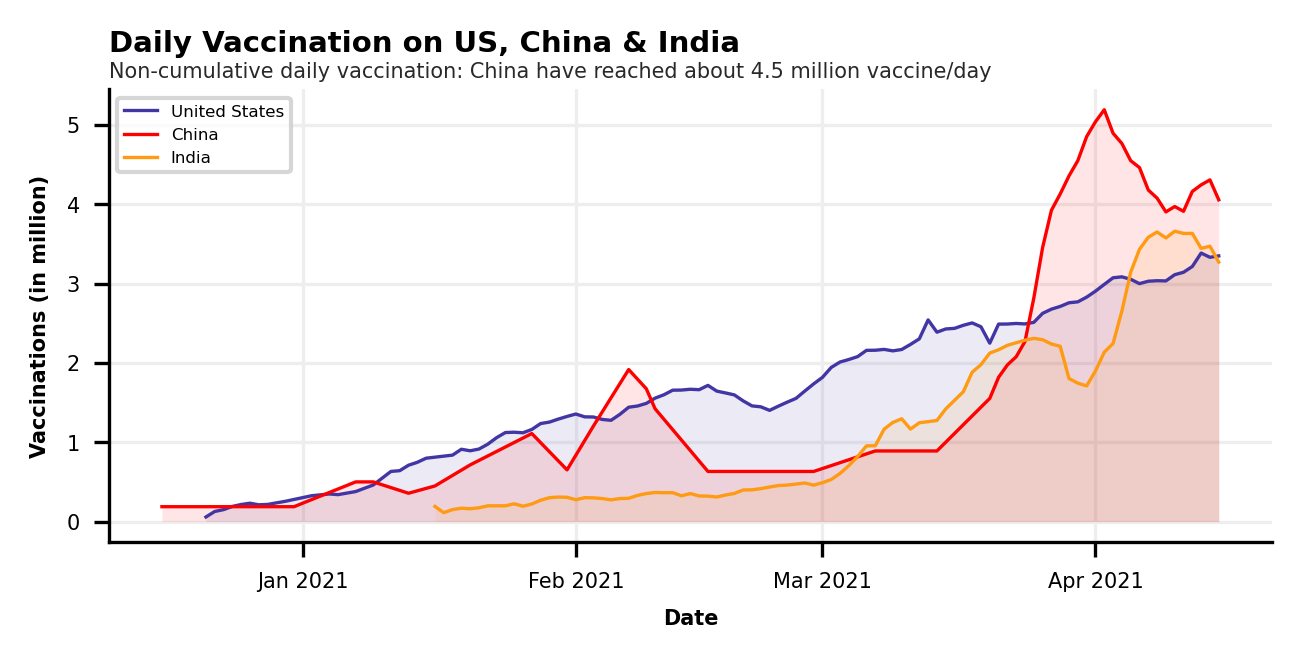 Daily Vaccination on US, China & India
Non-cumulative daily vaccination: China have reached about 4.5 million vaccine/day
United States
China
India
Vaccinations (in million)
5
4
3
2
1
0
Jan 2021 Feb 2021 Mar 2021 Apr 2021
Date